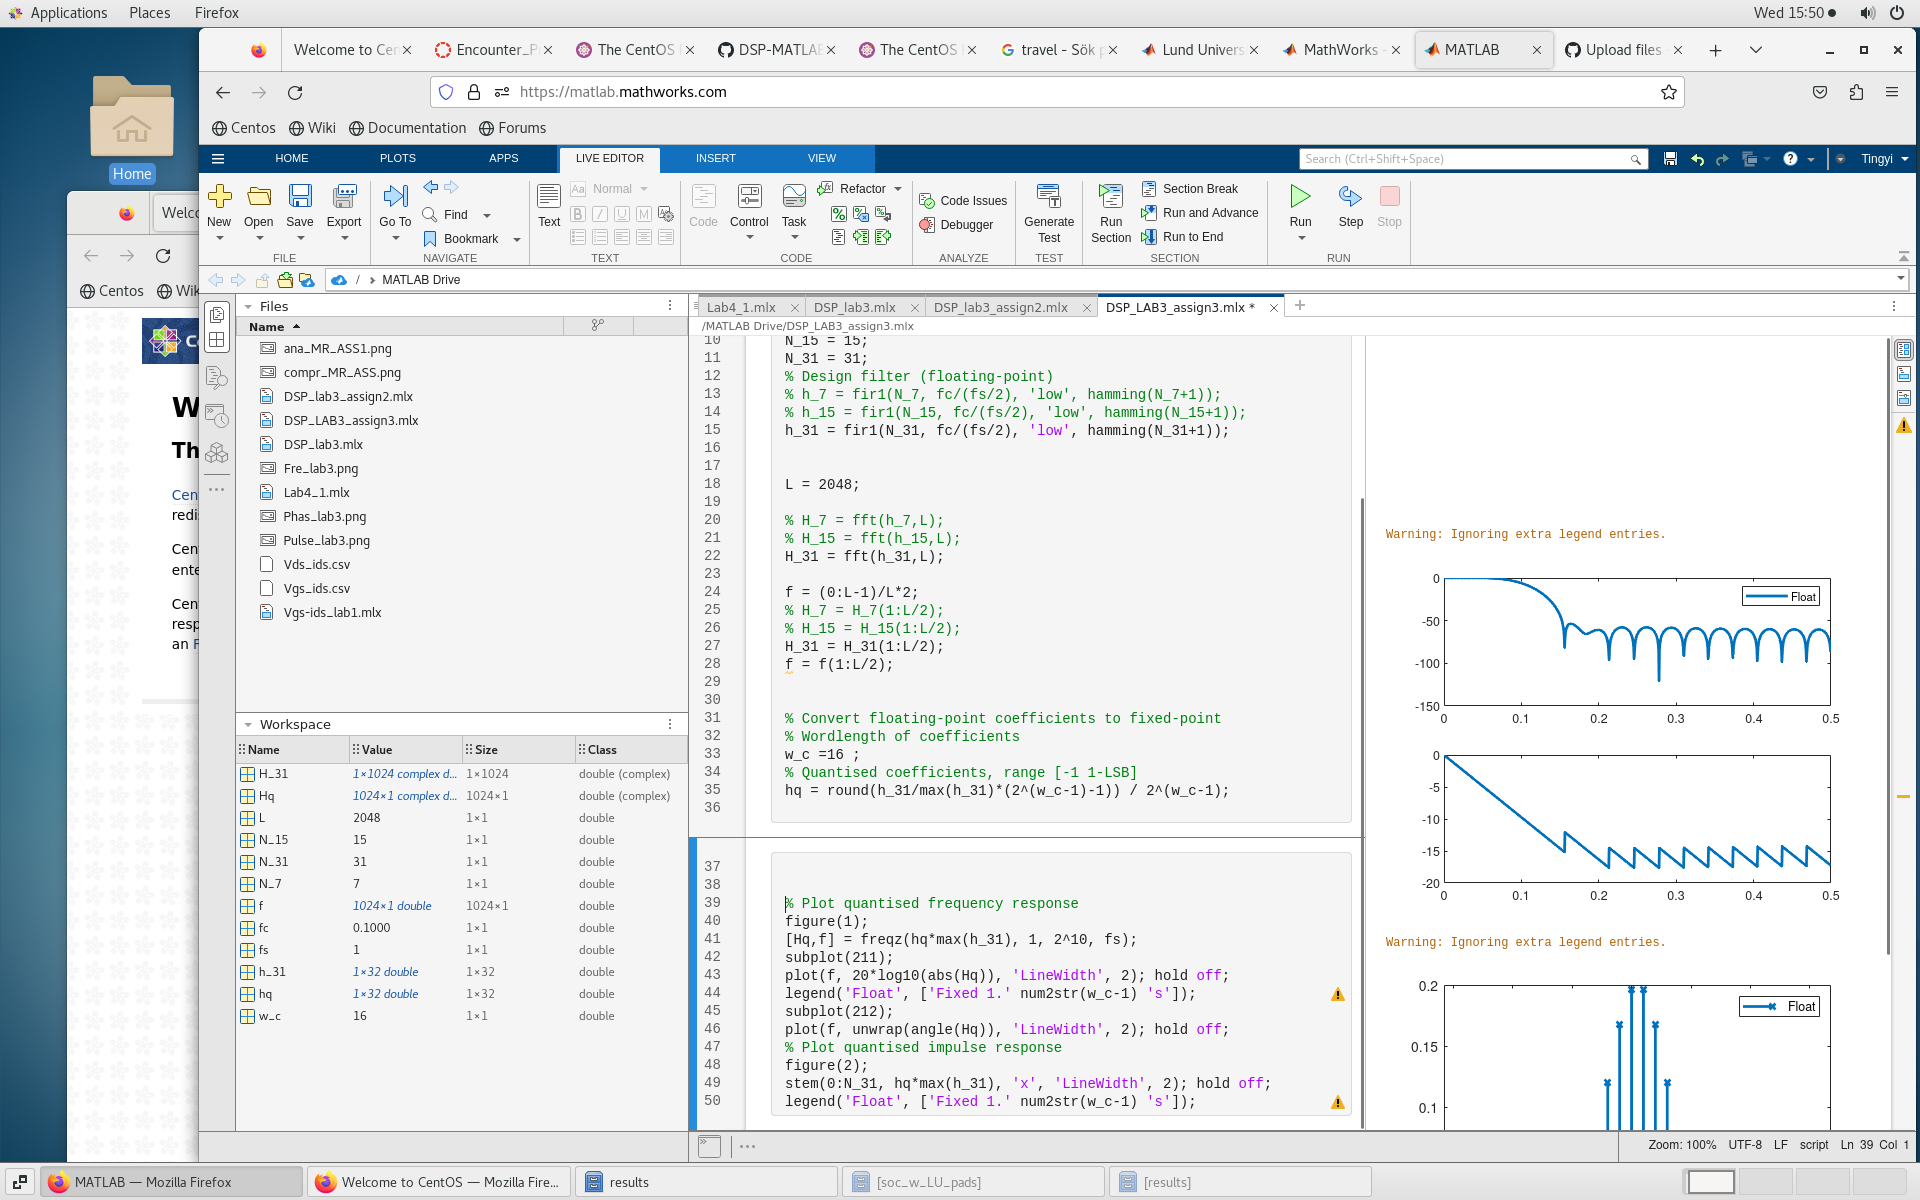 Applications Places Firefox Wed 15:50
Welcome to Cen Encounter_P The CentOS DSP-MATLAB The CentOS travel - Sök p Lund Univers MathWorks - MATLAB Upload files -
https://matlab.mathworks.com
Centos Wiki Documentation Forums
HOME PLOTS APPS LIVE EDITOR INSERT VIEW Search (Ctrl+Shift+Space) Tingyi
New Open Save Export Go To Find Bookmark Text Normal Code Control Task Refactor Code Issues Debugger Generate Test Run Section Section Break Run and Advance Run to End Run Step Stop
FILE NAVIGATE TEXT CODE ANALYZE TEST SECTION RUN
/ MATLAB Drive
Home
Welco
Centos Wik
Files
Name
ana_MR_ASS1.png
compr_MR_ASS.png
DSP_lab3_assign2.mlx
DSP_LAB3_assign3.mlx
DSP_lab3.mlx
Fre_lab3.png
Lab4_1.mlx
Phas_lab3.png
Pulse_lab3.png
Vds_ids.csv
Vgs_ids.csv
Vgs-ids_lab1.mlx
Workspace
Name Value Size Class
H_31 1×1024 complex d... 1×1024 double (complex)
Hq 1024×1 complex d... 1024×1 double (complex)
L 2048 1×1 double
N_15 15 1×1 double
N_31 31 1×1 double
N_7 7 1×1 double
f 1024×1 double 1024×1 double
fc 0.1000 1×1 double
fs 1 1×1 double
h_31 1×32 double 1×32 double
hq 1×32 double 1×32 double
w_c 16 1×1 double
Lab4_1.mlx DSP_lab3.mlx DSP_lab3_assign2.mlx DSP_LAB3_assign3.mlx *
/MATLAB Drive/DSP_LAB3_assign3.mlx
10 N_15 = 15;
11 N_31 = 31;
12 % Design filter (floating-point)
13 % h_7 = fir1(N_7, fc/(fs/2), 'low', hamming(N_7+1));
14 % h_15 = fir1(N_15, fc/(fs/2), 'low', hamming(N_15+1));
15 h_31 = fir1(N_31, fc/(fs/2), 'low', hamming(N_31+1));
16
17
18 L = 2048;
19
20 % H_7 = fft(h_7,L);
21 % H_15 = fft(h_15,L);
22 H_31 = fft(h_31,L);
23
24 f = (0:L-1)/L*2;
25 % H_7 = H_7(1:L/2);
26 % H_15 = H_15(1:L/2);
27 H_31 = H_31(1:L/2);
28 f = f(1:L/2);
29
30
31 % Convert floating-point coefficients to fixed-point
32 % Wordlength of coefficients
33 w_c =16 ;
34 % Quantised coefficients, range [-1 1-LSB]
35 hq = round(h_31/max(h_31)*(2^(w_c-1)-1)) / 2^(w_c-1);
36
37
38
39 % Plot quantised frequency response
40 figure(1);
41 [Hq,f] = freqz(hq*max(h_31), 1, 2^10, fs);
42 subplot(211);
43 plot(f, 20*log10(abs(Hq)), 'LineWidth', 2); hold off;
44 legend('Float', ['Fixed 1.' num2str(w_c-1) 's']);
45 subplot(212);
46 plot(f, unwrap(angle(Hq)), 'LineWidth', 2); hold off;
47 % Plot quantised impulse response
48 figure(2);
49 stem(0:N_31, hq*max(h_31), 'x', 'LineWidth', 2); hold off;
50 legend('Float', ['Fixed 1.' num2str(w_c-1) 's']);
Warning: Ignoring extra legend entries.
0 -50 -100 -150
Float
0 0.1 0.2 0.3 0.4 0.5
0 -5 -10 -15 -20
0 0.1 0.2 0.3 0.4 0.5
Warning: Ignoring extra legend entries.
0.2 0.15 0.1
Float
Zoom: 100% UTF-8 LF script Ln 39 Col 1
MATLAB — Mozilla Firefox Welcome to CentOS — Mozilla Fire... results [soc_w_LU_pads] [results]